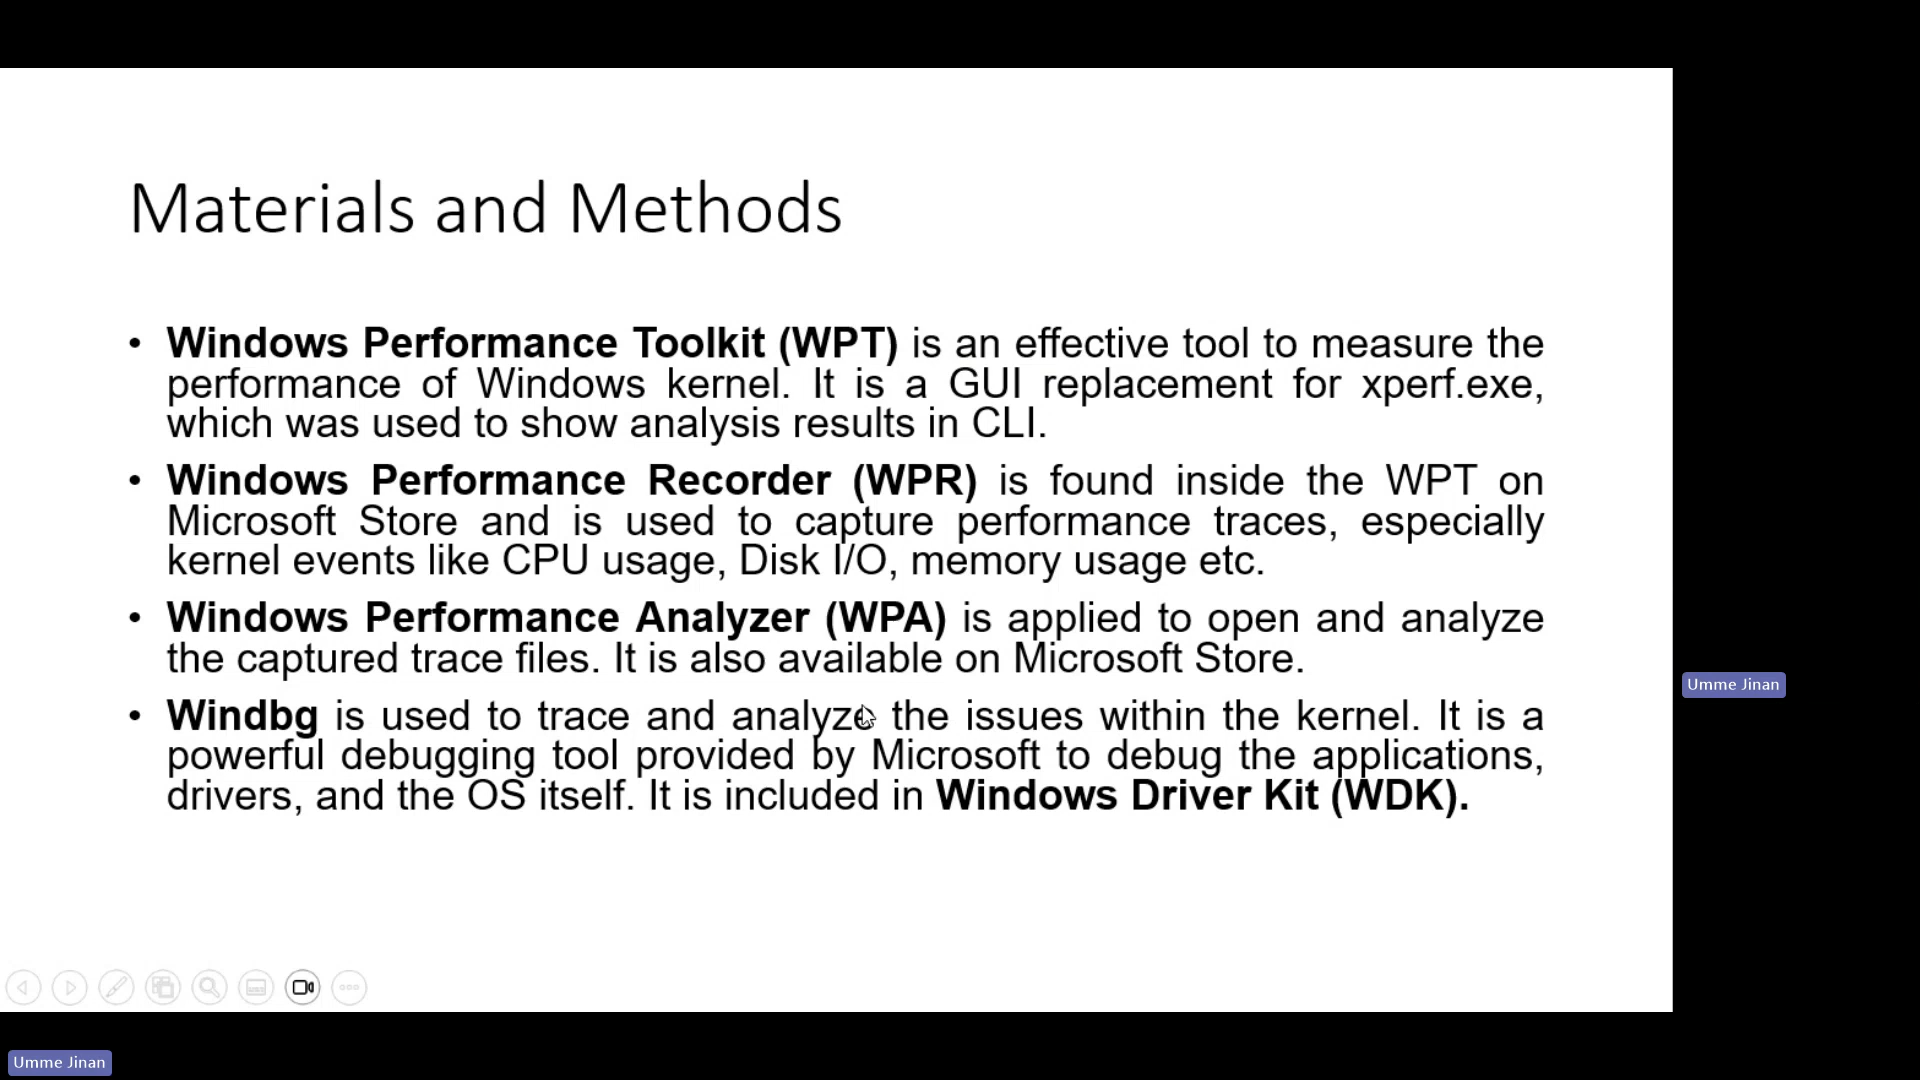 Materials and Methods
• Windows Performance Toolkit (WPT) is an effective tool to measure the
performance of Windows kernel. It is a GUI replacement for xperf.exe,
which was used to show analysis results in CLI.
• Windows Performance Recorder (WPR) is found inside the WPT on
Microsoft Store and is used to capture performance traces, especially
kernel events like CPU usage, Disk I/O, memory usage etc.
• Windows Performance Analyzer (WPA) is applied to open and analyze
the captured trace files. It is also available on Microsoft Store.
• Windbg is used to trace and analyze the issues within the kernel. It is a
powerful debugging tool provided by Microsoft to debug the applications,
drivers, and the OS itself. It is included in Windows Driver Kit (WDK).
Umme Jinan
Umme Jinan